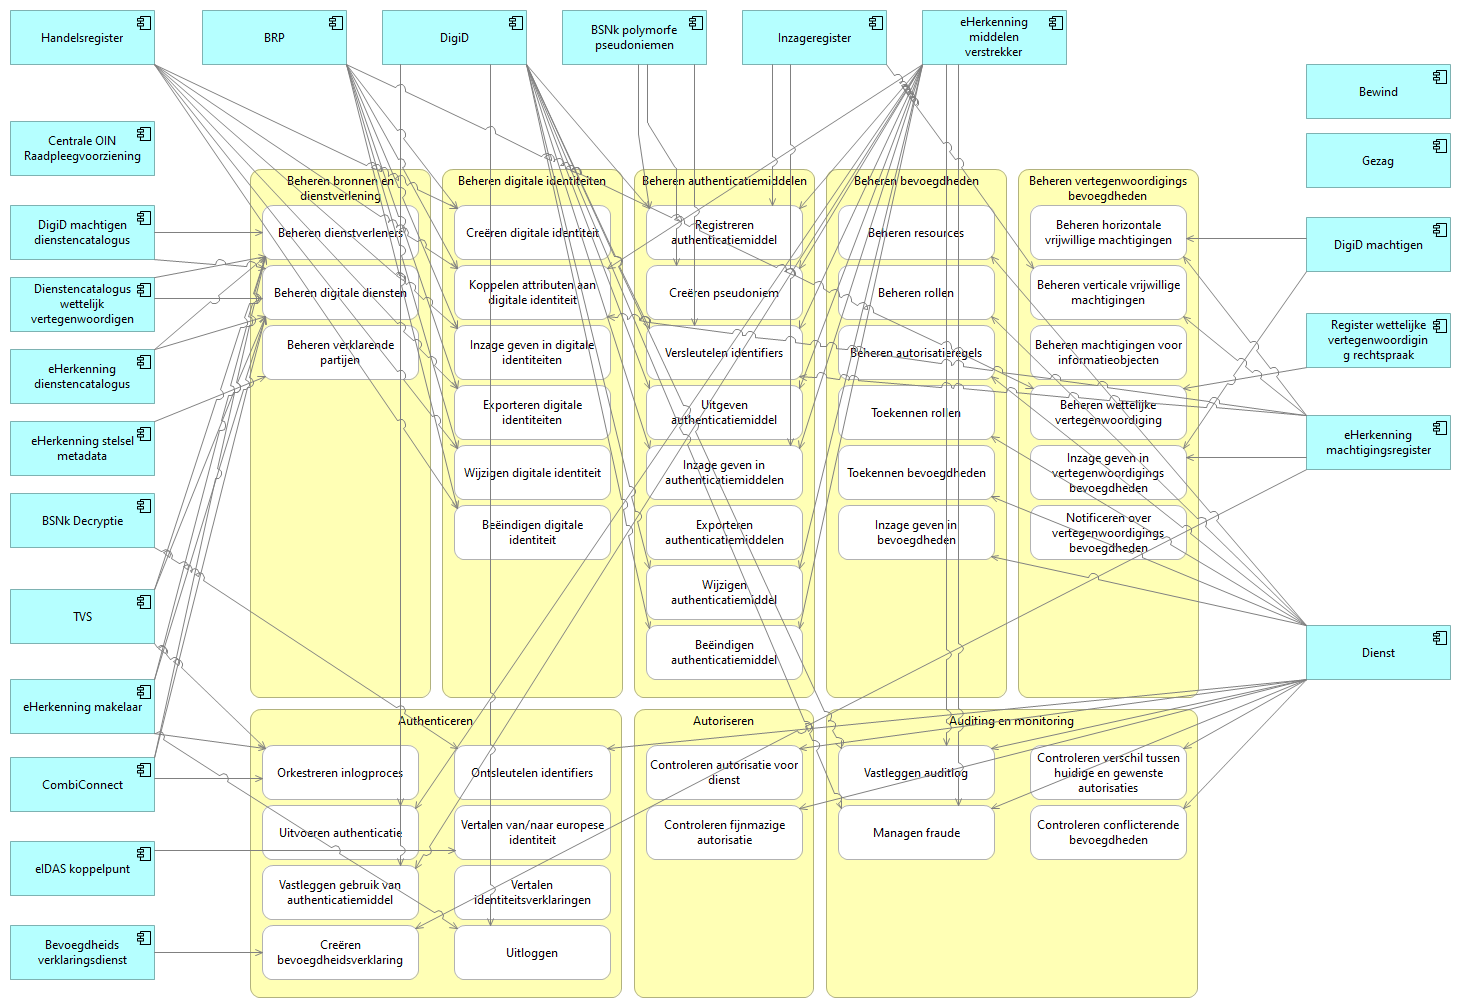 Handelsregister
BRP
DigiD
BSNk polymorfe
pseudoniemen
Inzageregister
eHerkenning
middelen
verstrekker
Bewind
Centrale OIN
Raadpleegvoorziening
Gezag
DigiD machtigen
dienstencatalogus
DigiD machtigen
Dienstencatalogus
wettelijk
vertegenwoordigen
Register wettelijke
vertegenwoordigin
g rechtspraak
eHerkenning
dienstencatalogus
eHerkenning stelsel
metadata
eHerkenning
machtigingsregister
BSNk Decryptie
TVS
Dienst
eHerkenning makelaar
CombiConnect
eIDAS koppelpunt
Bevoegdheids
verklaringsdienst
Beheren bronnen en
dienstverlening
Beheren dienstverleners
Beheren digitale diensten
Beheren verklarende
partijen
Beheren digitale identiteiten
Creëren digitale identiteit
Koppelen attributen aan
digitale identiteit
Inzage geven in digitale
identiteiten
Exporteren digitale
identiteiten
Wijzigen digitale identiteit
Beëindigen digitale
identiteit
Beheren authenticatiemiddelen
Registreren
authenticatiemiddel
Creëren pseudoniem
Versleutelen identifiers
Uitgeven
authenticatiemiddel
Inzage geven in
authenticatiemiddelen
Exporteren
authenticatiemiddelen
Wijzigen
authenticatiemiddel
Beëindigen
authenticatiemiddel
Beheren bevoegdheden
Beheren resources
Beheren rollen
Beheren autorisatieregels
Toekennen rollen
Toekennen bevoegdheden
Inzage geven in
bevoegdheden
Beheren vertegenwoordigings
bevoegdheden
Beheren horizontale
vrijwillige machtigingen
Beheren verticale vrijwillige
machtigingen
Beheren machtigingen voor
informatieobjecten
Beheren wettelijke
vertegenwoordiging
Inzage geven in
vertegenwoordigings
bevoegdheden
Notificeren over
vertegenwoordigings
bevoegdheden
Authenticeren
Orkestreren inlogproces
Ontsleutelen identifiers
Uitvoeren authenticatie
Vertalen van/naar europese
identiteit
Vastleggen gebruik van
authenticatiemiddel
Vertalen
identiteitsverklaringen
Creëren
bevoegdheidsverklaring
Uitloggen
Autoriseren
Controleren autorisatie voor
dienst
Controleren fijnmazige
autorisatie
Auditing en monitoring
Vastleggen auditlog
Controleren verschil tussen
huidige en gewenste
autorisaties
Managen fraude
Controleren conflicterende
bevoegdheden